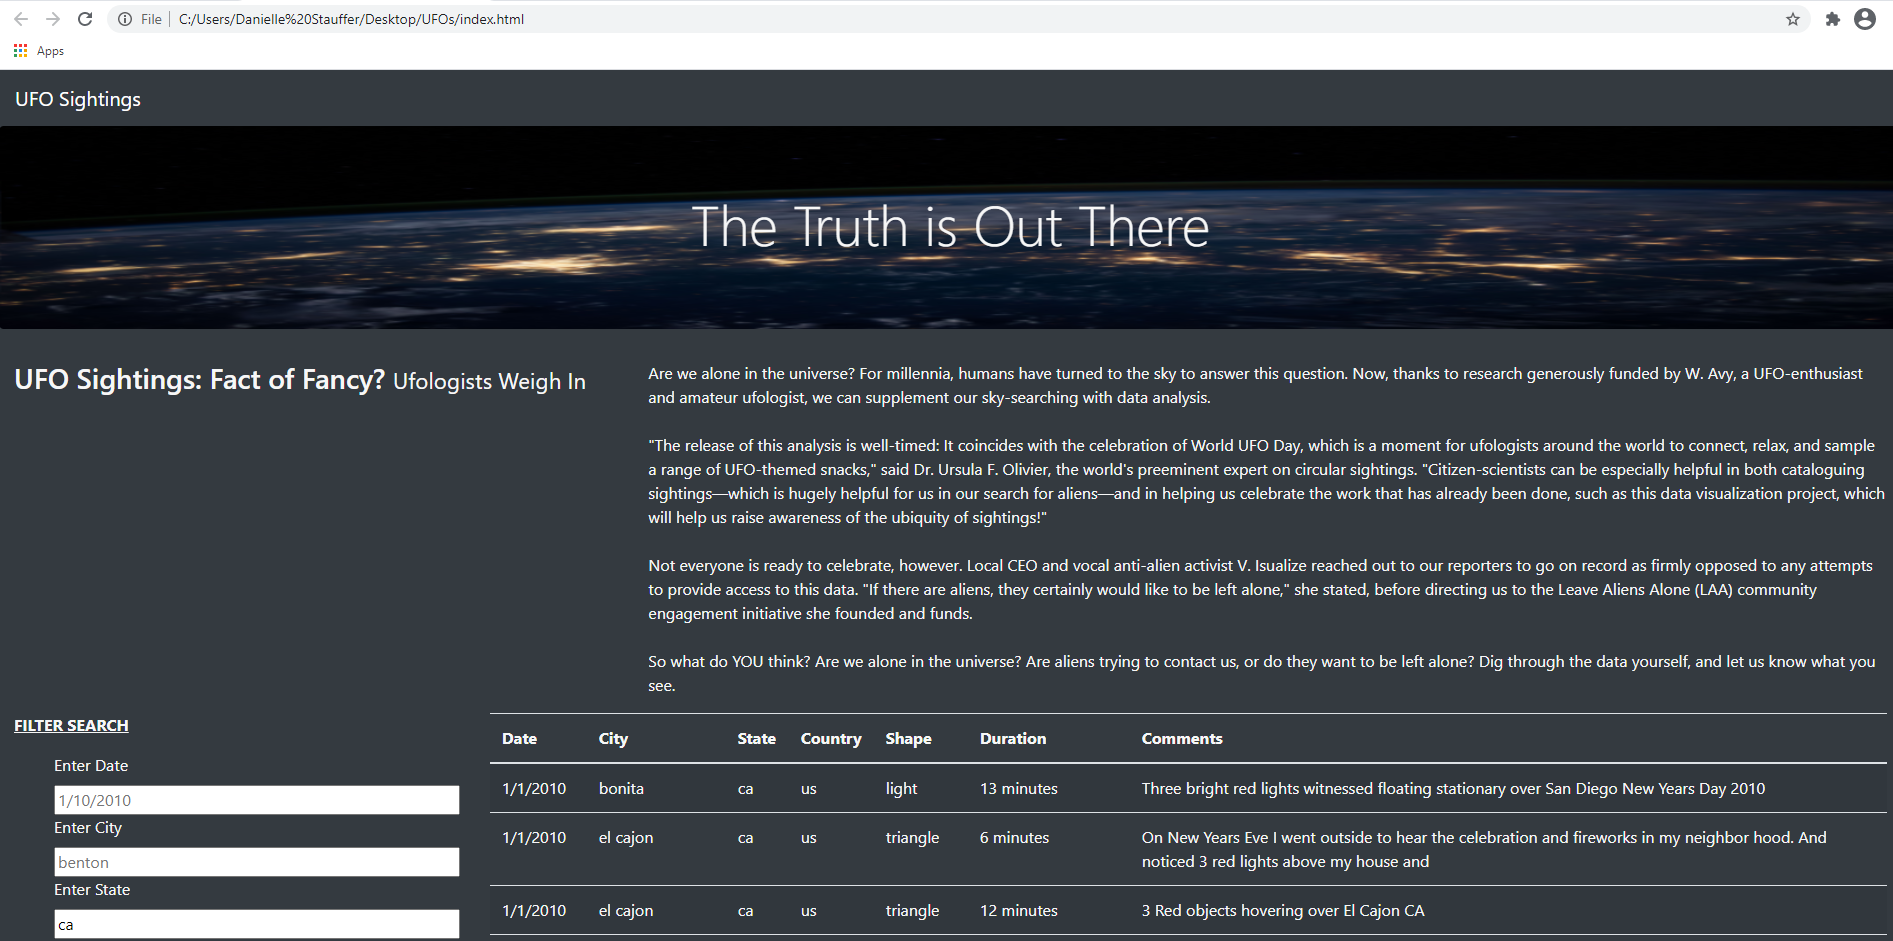 File C:/Users/Danielle%20Stauffer/Desktop/UFOs/index.html
Apps
UFO Sightings
The Truth is Out There
UFO Sightings: Fact of Fancy? Ufologists Weigh In
Are we alone in the universe? For millennia, humans have turned to the sky to answer this question. Now, thanks to research generously funded by W. Avy, a UFO-enthusiast
and amateur ufologist, we can supplement our sky-searching with data analysis.
"The release of this analysis is well-timed: It coincides with the celebration of World UFO Day, which is a moment for ufologists around the world to connect, relax, and sample
a range of UFO-themed snacks," said Dr. Ursula F. Olivier, the world's preeminent expert on circular sightings. "Citizen-scientists can be especially helpful in both cataloguing
sightings—which is hugely helpful for us in our search for aliens—and in helping us celebrate the work that has already been done, such as this data visualization project, which
will help us raise awareness of the ubiquity of sightings!"
Not everyone is ready to celebrate, however. Local CEO and vocal anti-alien activist V. Isualize reached out to our reporters to go on record as firmly opposed to any attempts
to provide access to this data. "If there are aliens, they certainly would like to be left alone," she stated, before directing us to the Leave Aliens Alone (LAA) community
engagement initiative she founded and funds.
So what do YOU think? Are we alone in the universe? Are aliens trying to contact us, or do they want to be left alone? Dig through the data yourself, and let us know what you
see.
FILTER SEARCH
Enter Date
1/10/2010
Enter City
benton
Enter State
ca
Date City State Country Shape Duration Comments
1/1/2010 bonita ca us light 13 minutes Three bright red lights witnessed floating stationary over San Diego New Years Day 2010
1/1/2010 el cajon ca us triangle 6 minutes On New Years Eve I went outside to hear the celebration and fireworks in my neighbor hood. And
noticed 3 red lights above my house and
1/1/2010 el cajon ca us triangle 12 minutes 3 Red objects hovering over El Cajon CA